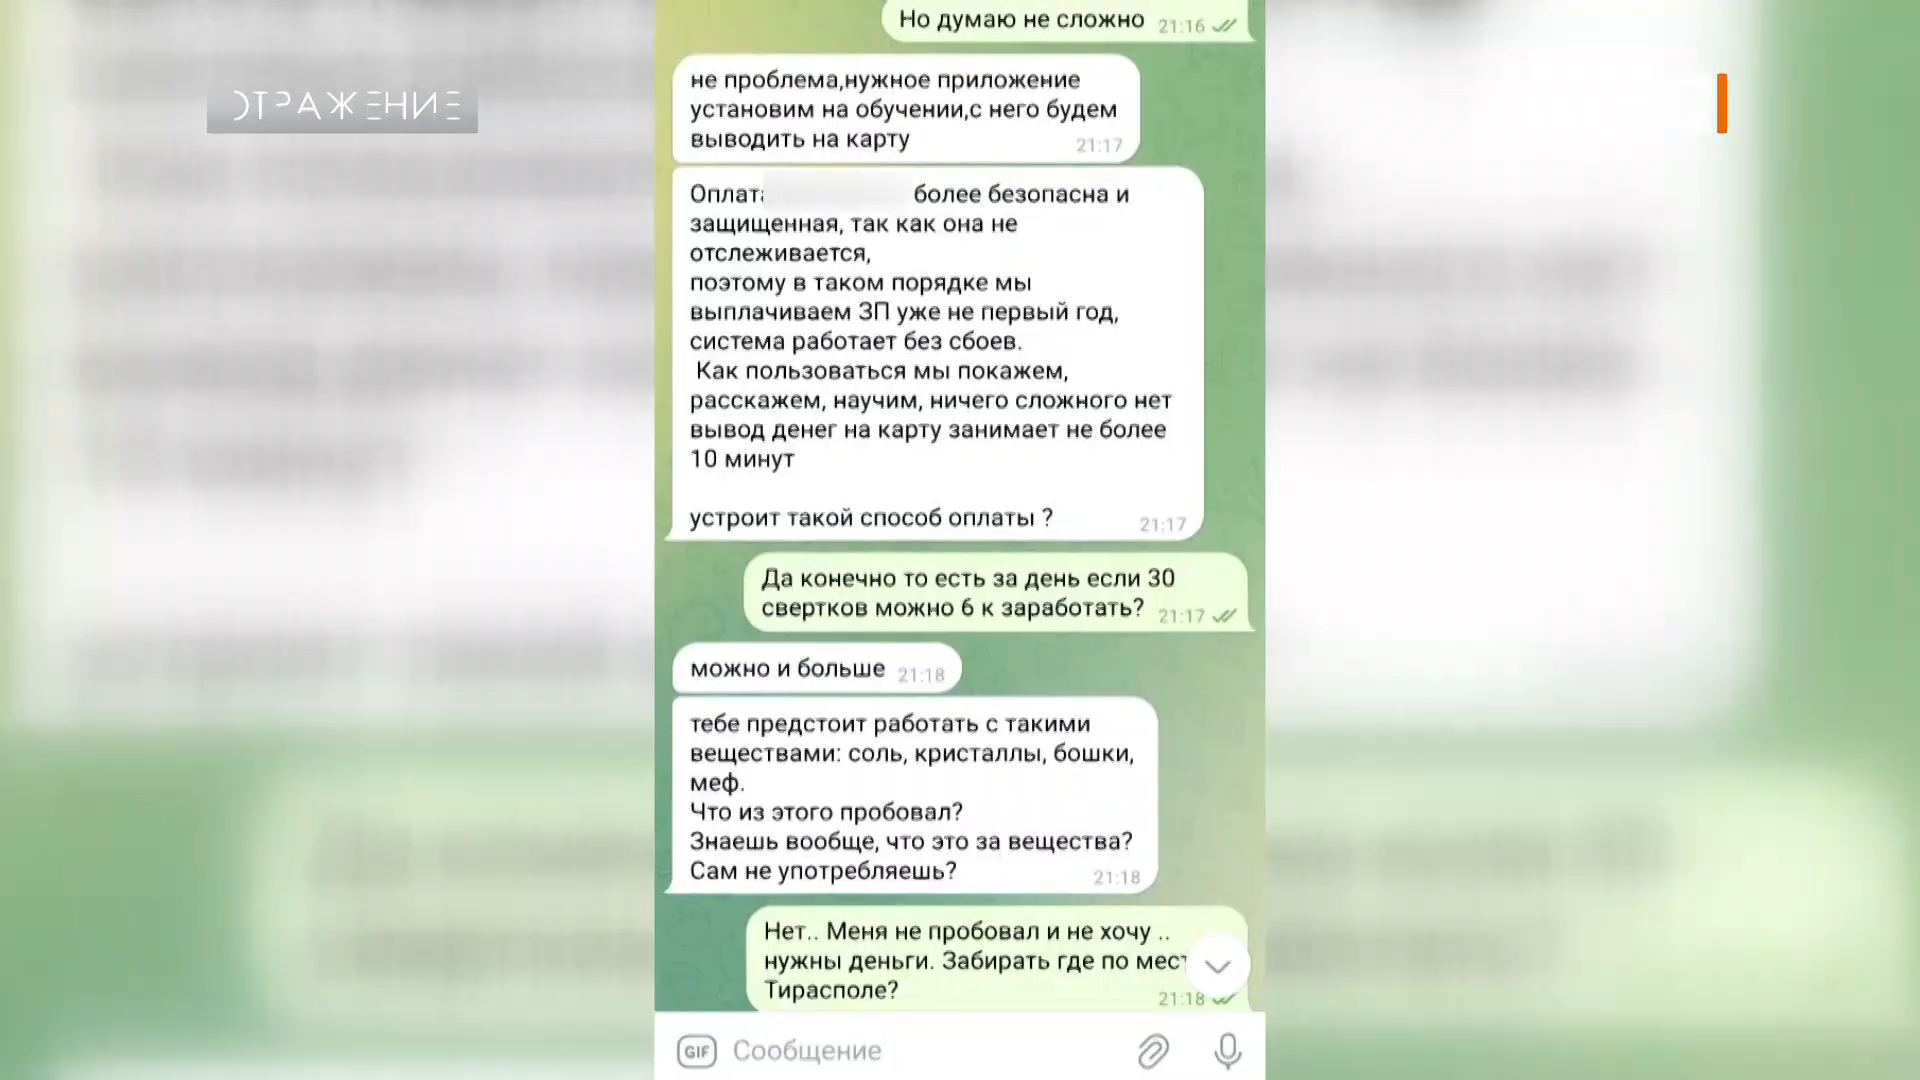 ОТРАЖЕНИЕ
Но думаю не сложно 21:16
не проблема,нужное приложение
установим на обучении,с него будем
выводить на карту 21:17
более безопасна и
защищенная, так как она не
отслеживается,
поэтому в таком порядке мы
выплачиваем ЗП уже не первый год,
система работает без сбоев.
Как пользоваться мы покажем,
расскажем, научим, ничего сложного нет
вывод денег на карту занимает не более
10 минут
устроит такой способ оплаты ? 21:17
Да конечно то есть за день если 30
свертков можно 6 к заработать? 21:17
можно и больше 21:18
тебе предстоит работать с такими
веществами: соль, кристаллы, бошки,
меф.
Что из этого пробовал?
Знаешь вообще, что это за вещества?
Сам не употребляешь? 21:18
Нет.. Меня не пробовал и не хочу ..
нужны деньги. Забирать где по
Тирасполе? 21:18
GIF Сообщение